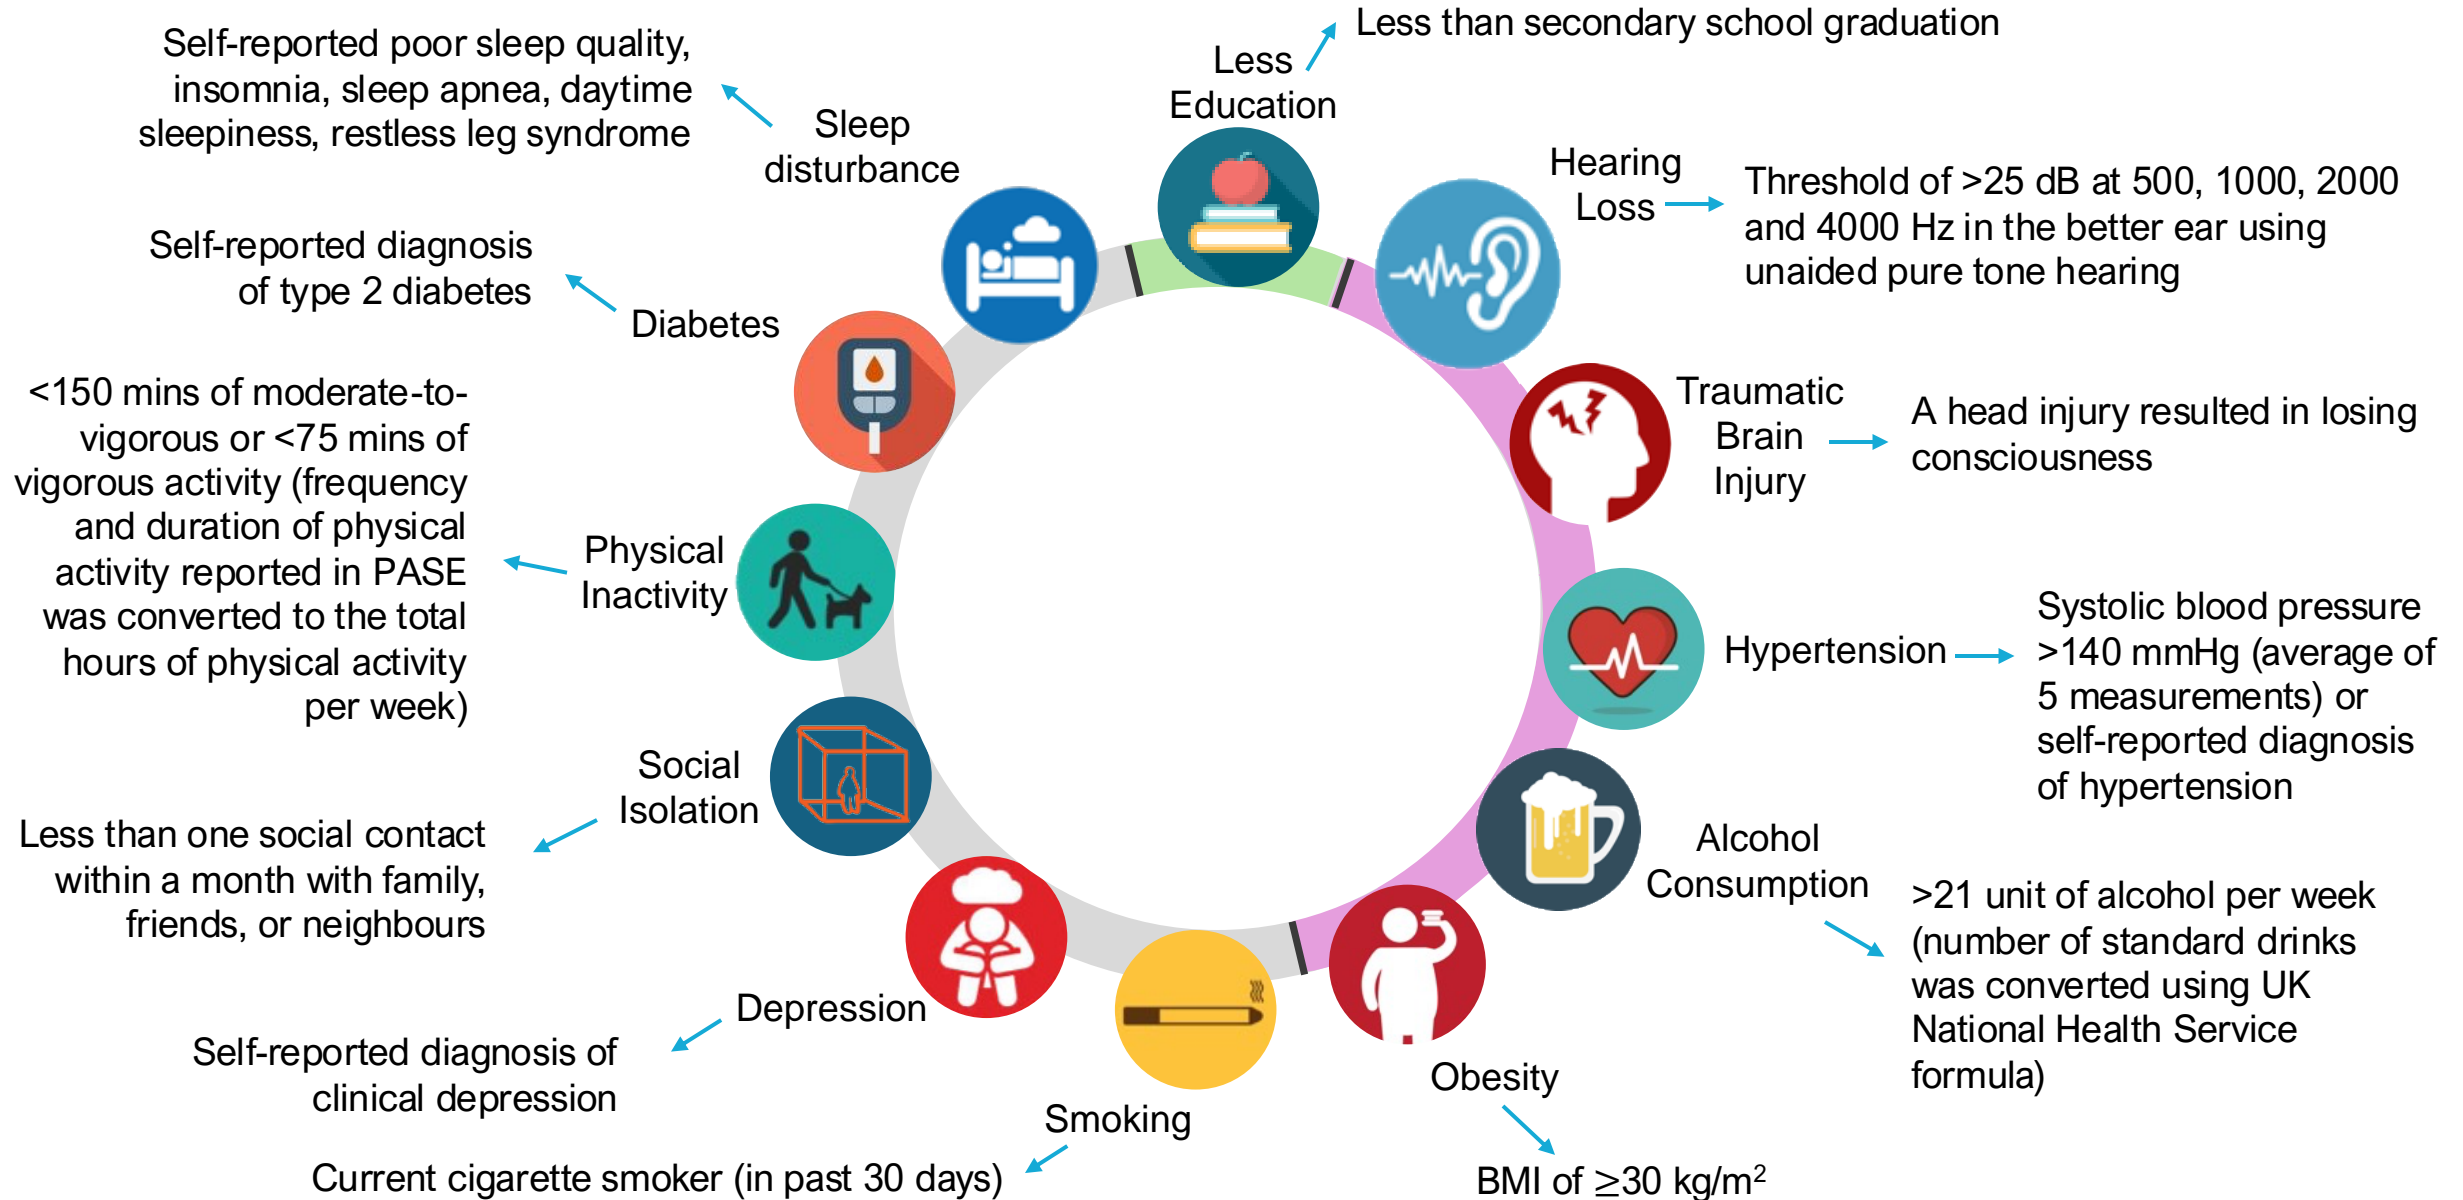 Less
Education
Less than secondary school graduation
Hearing
Loss
Threshold of >25 dB at 500, 1000, 2000
and 4000 Hz in the better ear using
unaided pure tone hearing
Traumatic
Brain
Injury
A head injury resulted in losing
consciousness
Hypertension
Systolic blood pressure
>140 mmHg (average of
5 measurements) or
self-reported diagnosis
of hypertension
Alcohol
Consumption
>21 unit of alcohol per week
(number of standard drinks
was converted using UK
National Health Service
formula)
Obesity
BMI of ≥30 kg/m²
Smoking
Current cigarette smoker (in past 30 days)
Depression
Self-reported diagnosis of
clinical depression
Social
Isolation
Less than one social contact
within a month with family,
friends, or neighbours
Physical
Inactivity
<150 mins of moderate-to-
vigorous or <75 mins of
vigorous activity (frequency
and duration of physical
activity reported in PASE
was converted to the total
hours of physical activity
per week)
Diabetes
Self-reported diagnosis
of type 2 diabetes
Sleep
disturbance
Self-reported poor sleep quality,
insomnia, sleep apnea, daytime
sleepiness, restless leg syndrome